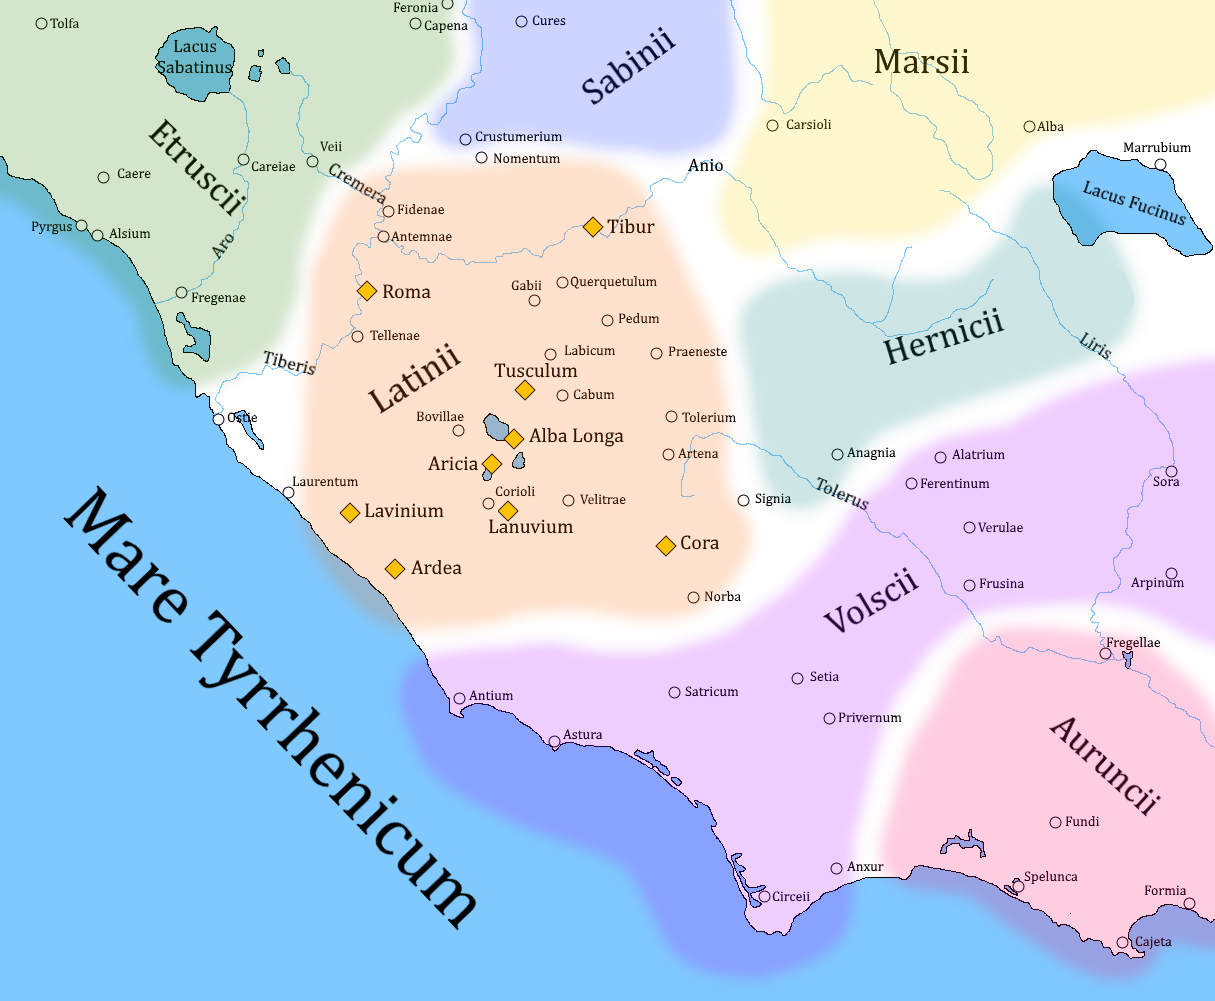 Feronia
Tolfa
Capena
Cures
Lacus
Sabatinus
Sabinii
Marsii
Carsioli
Alba
Crustumerium
Nomentum
Marrubium
Etruscii
Veii
Careiae
Caere
Cremera
Anio
Lacus Fucinus
Fidenae
Antemnae
Tibur
Pyrgus
Alsium
Aro
Fregenae
Roma
Gabii
Querquetulum
Pedum
Tellenae
Hernicii
Liris
Tiberis
Latinii
Labicum
Praeneste
Tusculum
Cabum
Ostie
Bovillae
Alba Longa
Tolerium
Aricia
Artena
Anagnia
Alatrium
Ferentinum
Sora
Laurentum
Corioli
Velitrae
Signia
Tolerus
Lavinium
Lanuvium
Verulae
Cora
Ardea
Norba
Volscii
Frusina
Arpinum
Mare Tyrrhenicum
Fregellae
Antium
Satricum
Setia
Privernum
Astura
Auruncii
Fundi
Anxur
Spelunca
Circeii
Formia
Cajeta